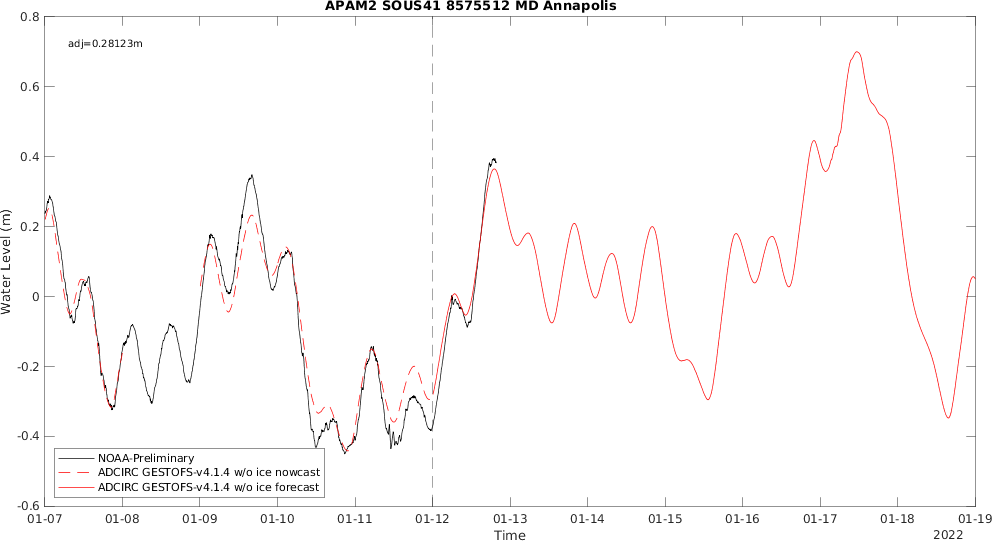 APAM2 SOUS41 8575512 MD Annapolis
adj=0.28123m
Water Level (m)
0.8
0.6
0.4
0.2
0
-0.2
-0.4
-0.6
NOAA-Preliminary
ADCIRC GESTOFS-v4.1.4 w/o ice nowcast
ADCIRC GESTOFS-v4.1.4 w/o ice forecast
01-07 01-08 01-09 01-10 01-11 01-12 01-13 01-14 01-15 01-16 01-17 01-18 01-19
Time
2022